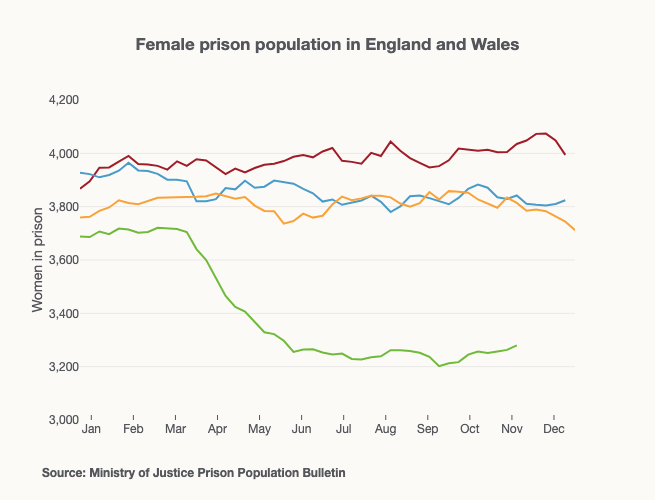 Female prison population in England and Wales
4,200
4,000
3,800
3,600
3,400
3,200
3,000
Women in prison
Jan Feb Mar Apr May Jun Jul Aug Sep Oct Nov Dec
Source: Ministry of Justice Prison Population Bulletin